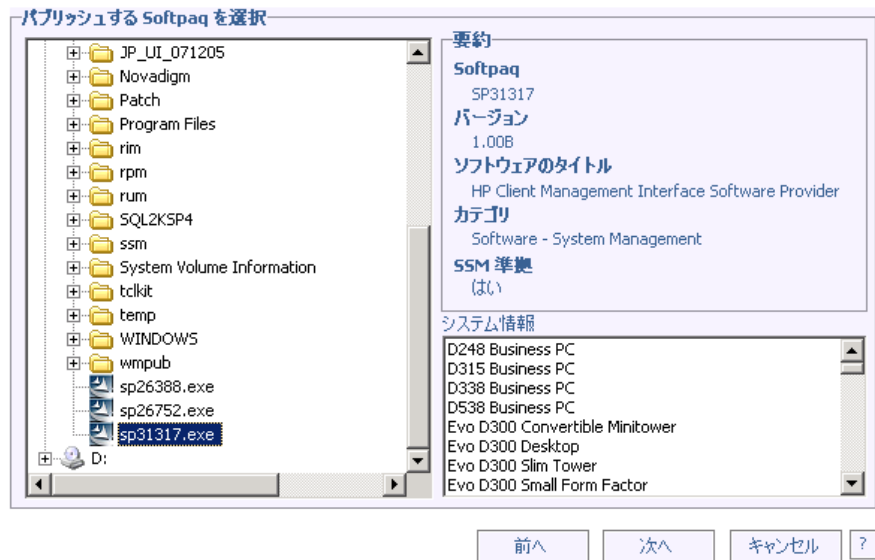 パブリッシュする Softpaq を選択
JP_UI_071205
Novadigm
Patch
Program Files
rim
rpm
rum
SQL2KSP4
ssm
System Volume Information
tclkit
temp
WINDOWS
wmpub
sp26388.exe
sp26752.exe
sp31317.exe
D:
要約
Softpaq
SP31317
バージョン
1.00B
ソフトウェアのタイトル
HP Client Management Interface Software Provider
カテゴリ
Software - System Management
SSM 準拠
はい
システム情報
D248 Business PC
D315 Business PC
D338 Business PC
D538 Business PC
Evo D300 Convertible Minitower
Evo D300 Desktop
Evo D300 Slim Tower
Evo D300 Small Form Factor
前へ 次へ キャンセル ?